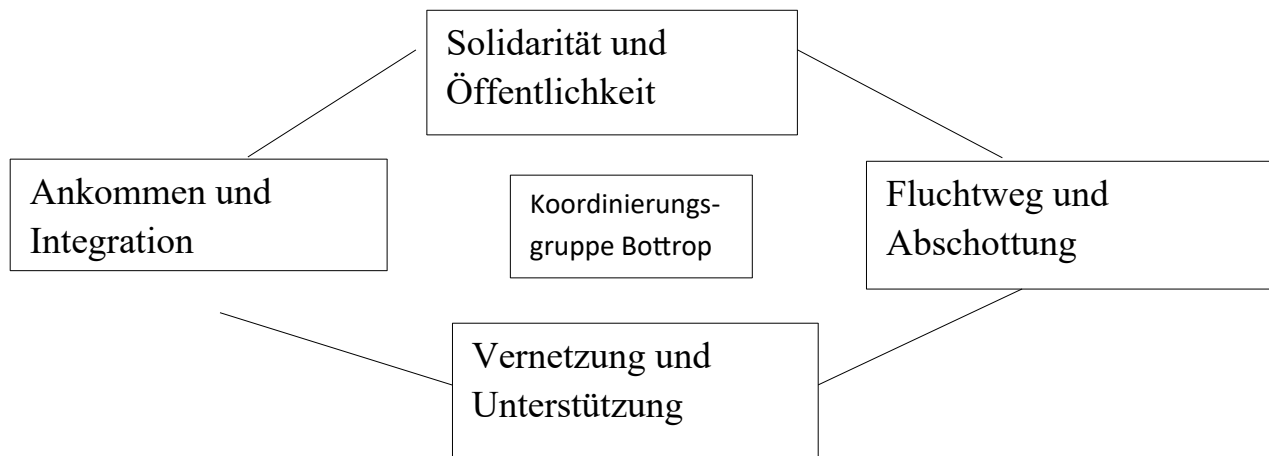 Solidarität und
Öffentlichkeit
Ankommen und
Integration
Koordinierungs-
gruppe Bottrop
Fluchtweg und
Abschottung
Vernetzung und
Unterstützung